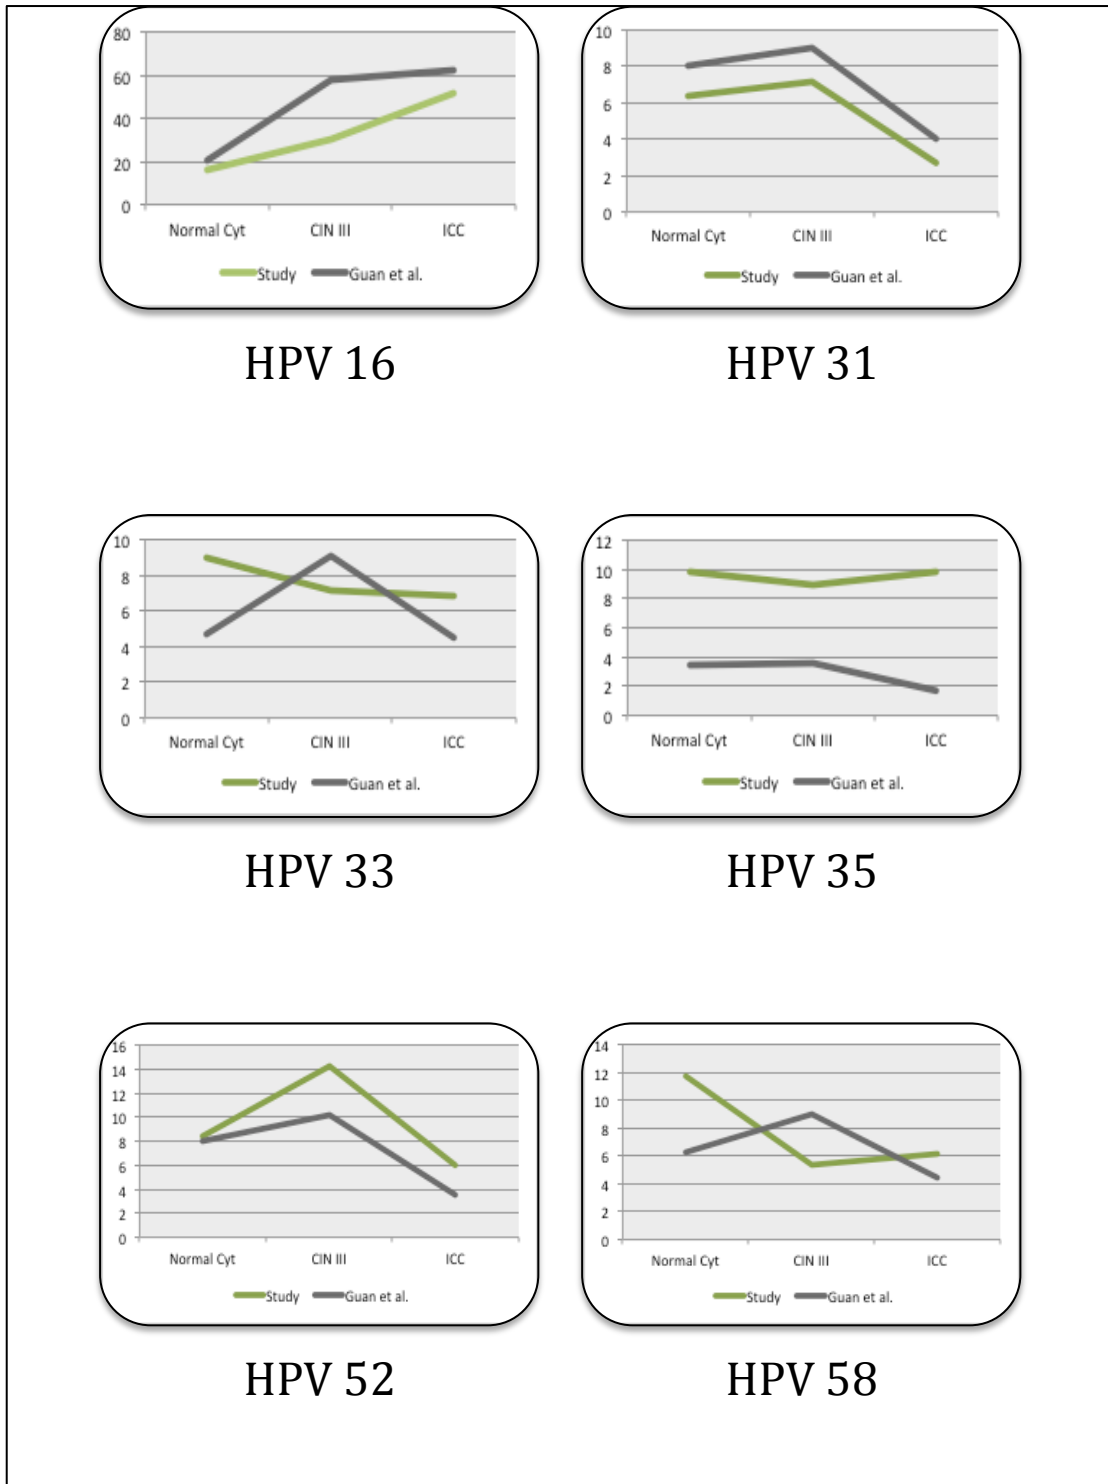 80
60
40
20
0
Normal Cyt CIN III ICC
Study Guan et al.
HPV 16
10
8
6
4
2
0
Normal Cyt CIN III ICC
Study Guan et al.
HPV 31
10
8
6
4
2
0
Normal Cyt CIN III ICC
Study Guan et al.
HPV 33
12
10
8
6
4
2
0
Normal Cyt CIN III ICC
Study Guan et al.
HPV 35
16
14
12
10
8
6
4
2
0
Normal Cyt CIN III ICC
Study Guan et al.
HPV 52
14
12
10
8
6
4
2
0
Normal Cyt CIN III ICC
Study Guan et al.
HPV 58